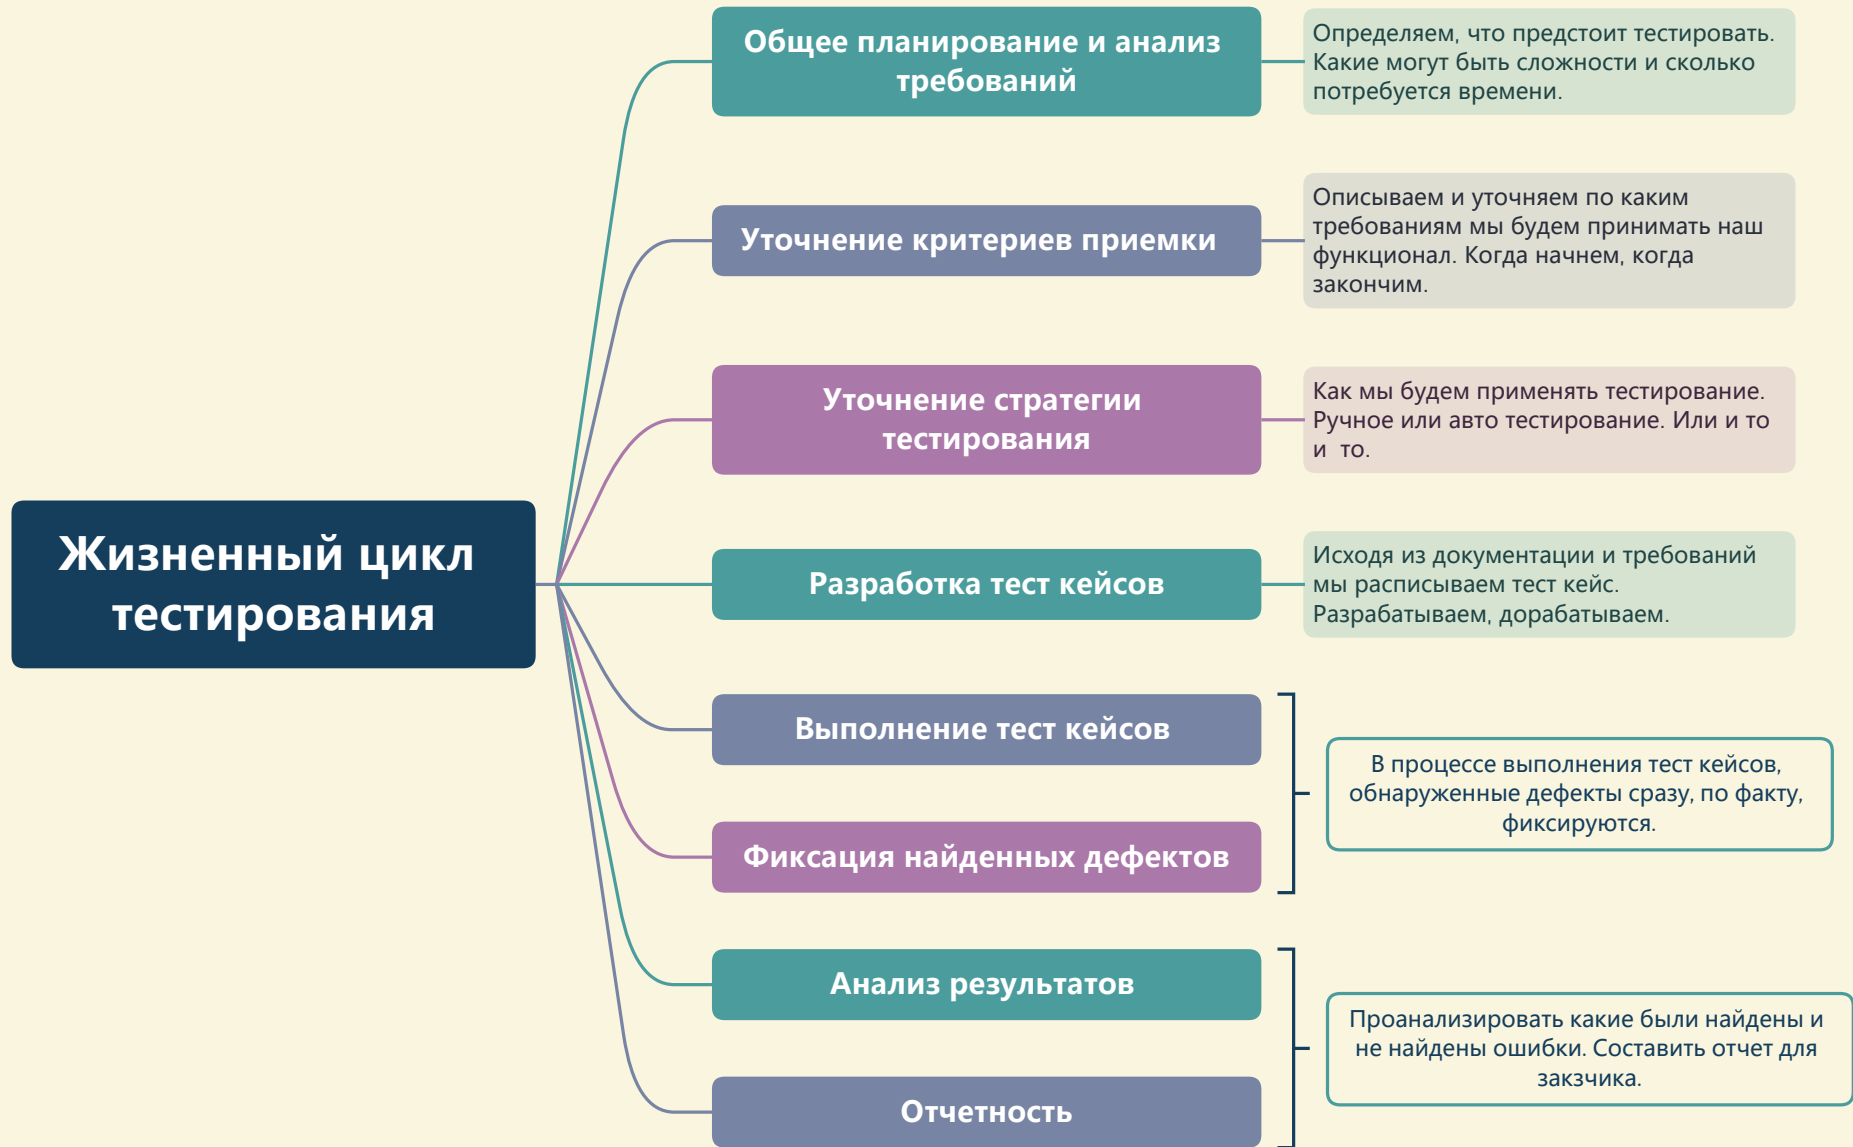 Общее планирование и анализ
требований
Определяем, что предстоит тестировать.
Какие могут быть сложности и сколько
потребуется времени.
Уточнение критериев приемки
Описываем и уточняем по каким
требованиям мы будем принимать наш
функционал. Когда начнем, когда
закончим.
Уточнение стратегии
тестирования
Как мы будем применять тестирование.
Ручное или авто тестирование. Или и то
и  то.
Жизненный цикл
тестирования
Разработка тест кейсов
Исходя из документации и требований
мы расписываем тест кейс.
Разрабатываем, дорабатываем.
Выполнение тест кейсов
Фиксация найденных дефектов
В процессе выполнения тест кейсов,
обнаруженные дефекты сразу, по факту,
фиксируются.
Анализ результатов
Отчетность
Проанализировать какие были найдены и
не найдены ошибки. Составить отчет для
закзчика.